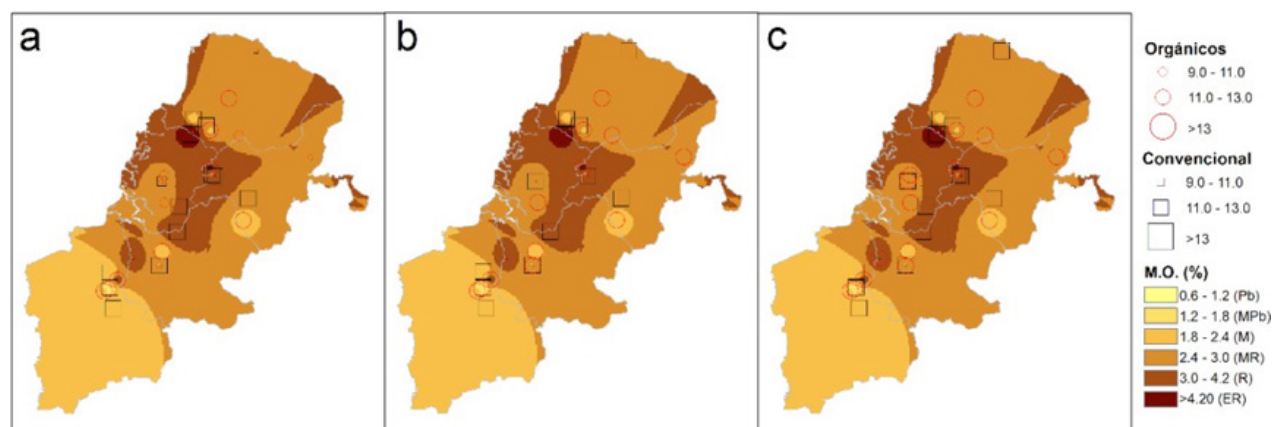 a
b
c
Orgánicos
9.0 - 11.0
11.0 - 13.0
>13
Convencional
9.0 - 11.0
11.0 - 13.0
>13
M.O. (%)
0.6 - 1.2 (Pb)
1.2 - 1.8 (MPb)
1.8 - 2.4 (M)
2.4 - 3.0 (MR)
3.0 - 4.2 (R)
>4.20 (ER)